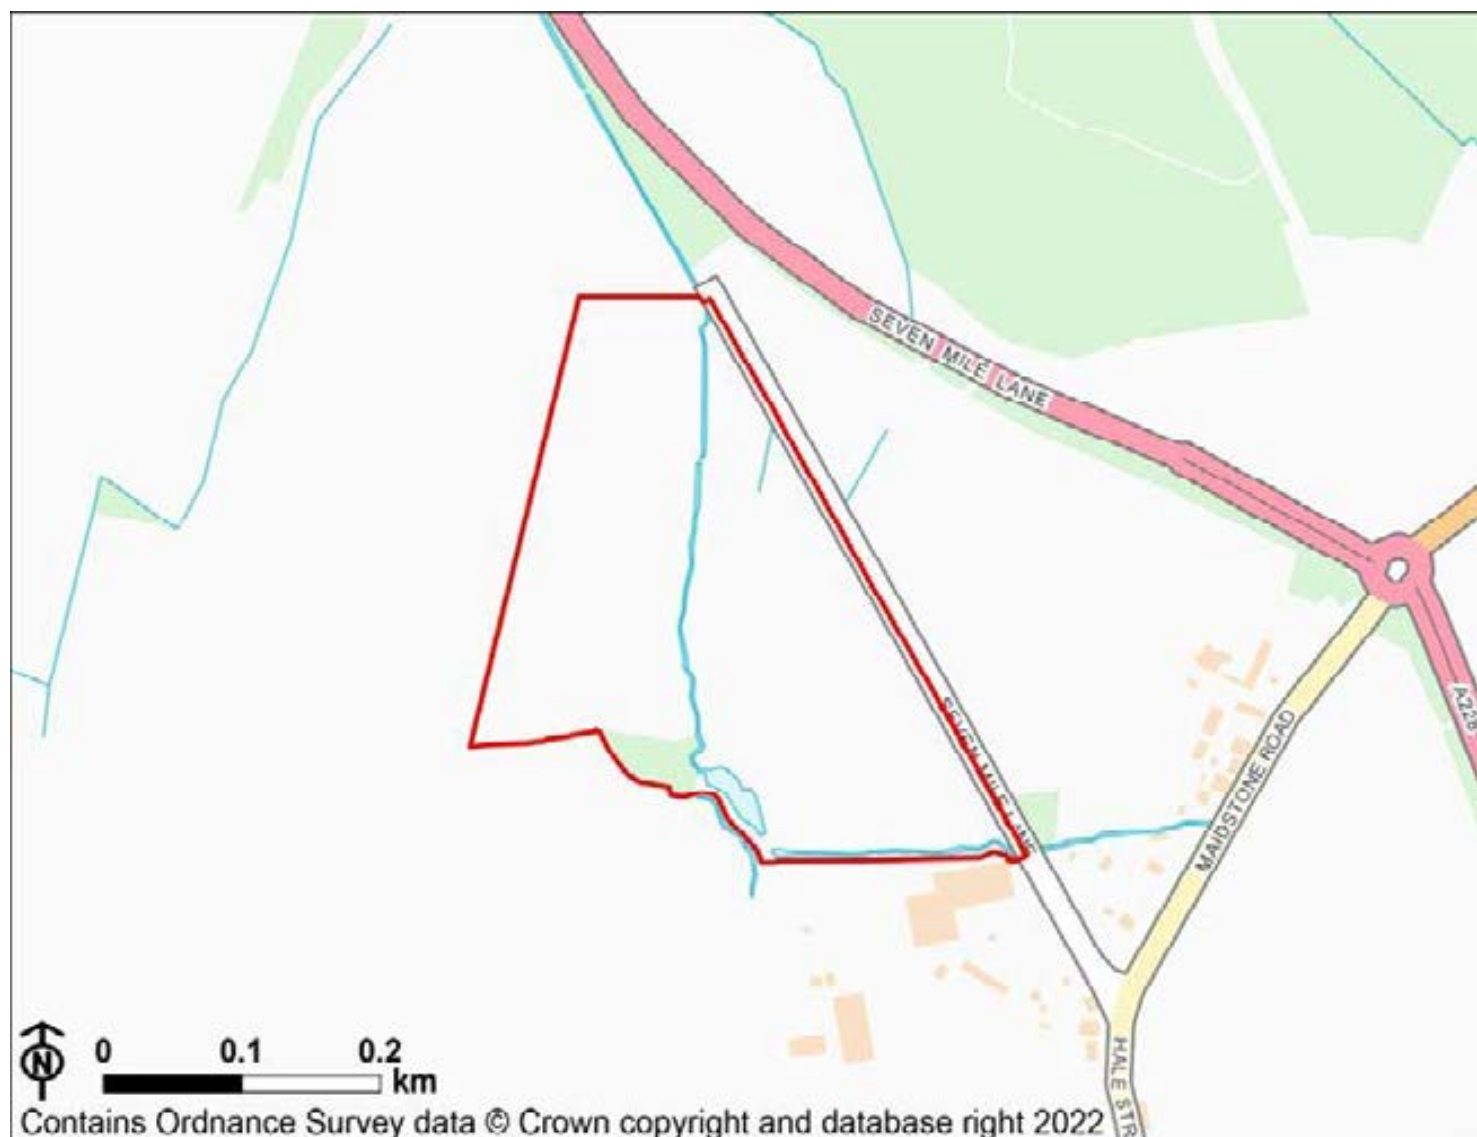 SEVEN MILE LANE
SEVEN MILE LANE
A228
MAIDSTONE ROAD
HALE STR
N
0 0.1 0.2
km
Contains Ordnance Survey data © Crown copyright and database right 2022